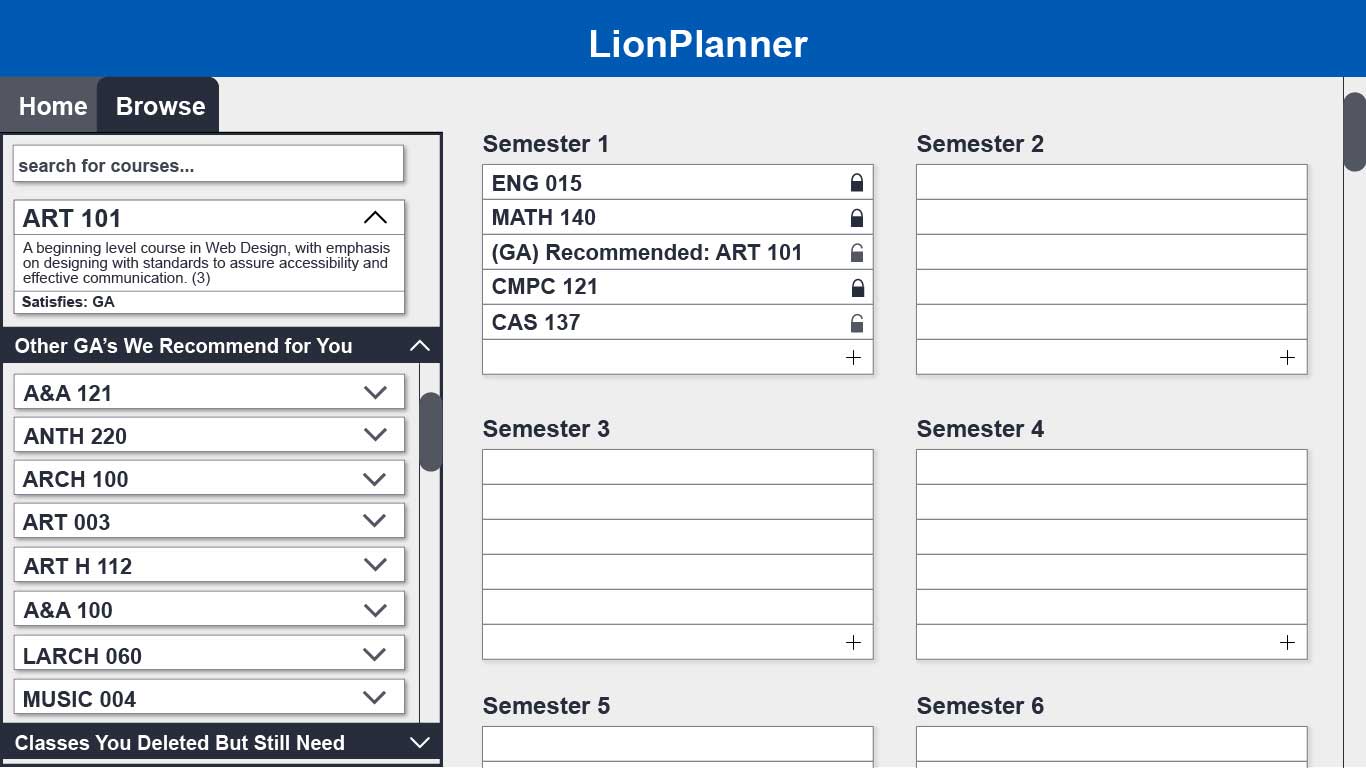 LionPlanner
Home
Browse
search for courses...
ART 101
A beginning level course in Web Design, with emphasis
on designing with standards to assure accessibility and
effective communication. (3)
Satisfies: GA
Other GA’s We Recommend for You
A&A 121
ANTH 220
ARCH 100
ART 003
ART H 112
A&A 100
LARCH 060
MUSIC 004
Classes You Deleted But Still Need
Semester 1
ENG 015
MATH 140
(GA) Recommended: ART 101
CMPC 121
CAS 137
+
Semester 2
+
Semester 3
+
Semester 4
+
Semester 5
Semester 6